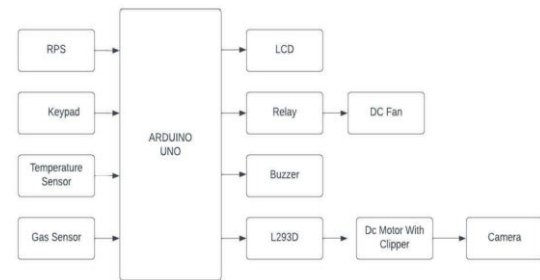 RPS
Keypad
Temperature
Sensor
Gas Sensor
ARDUINO
UNO
LCD
Relay
DC Fan
Buzzer
L293D
Dc Motor With
Clipper
Camera